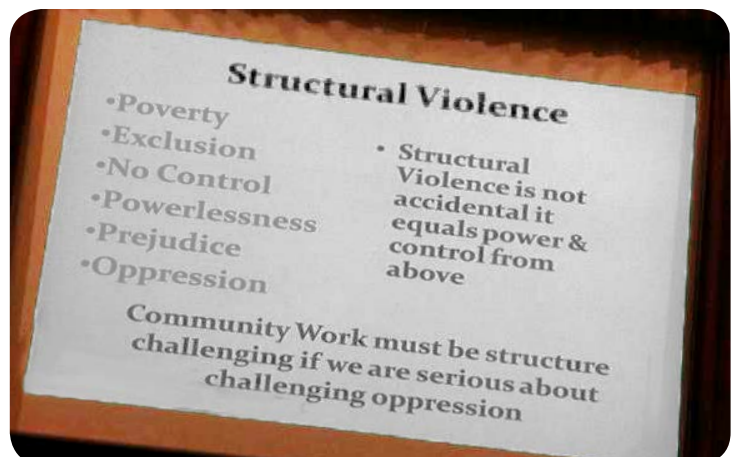 Structural Violence
•Poverty
•Exclusion
•No Control
•Powerlessness
•Prejudice
•Oppression
• Structural
Violence is not
accidental it
equals power &
control from
above
Community Work must be structure
challenging if we are serious about
challenging oppression